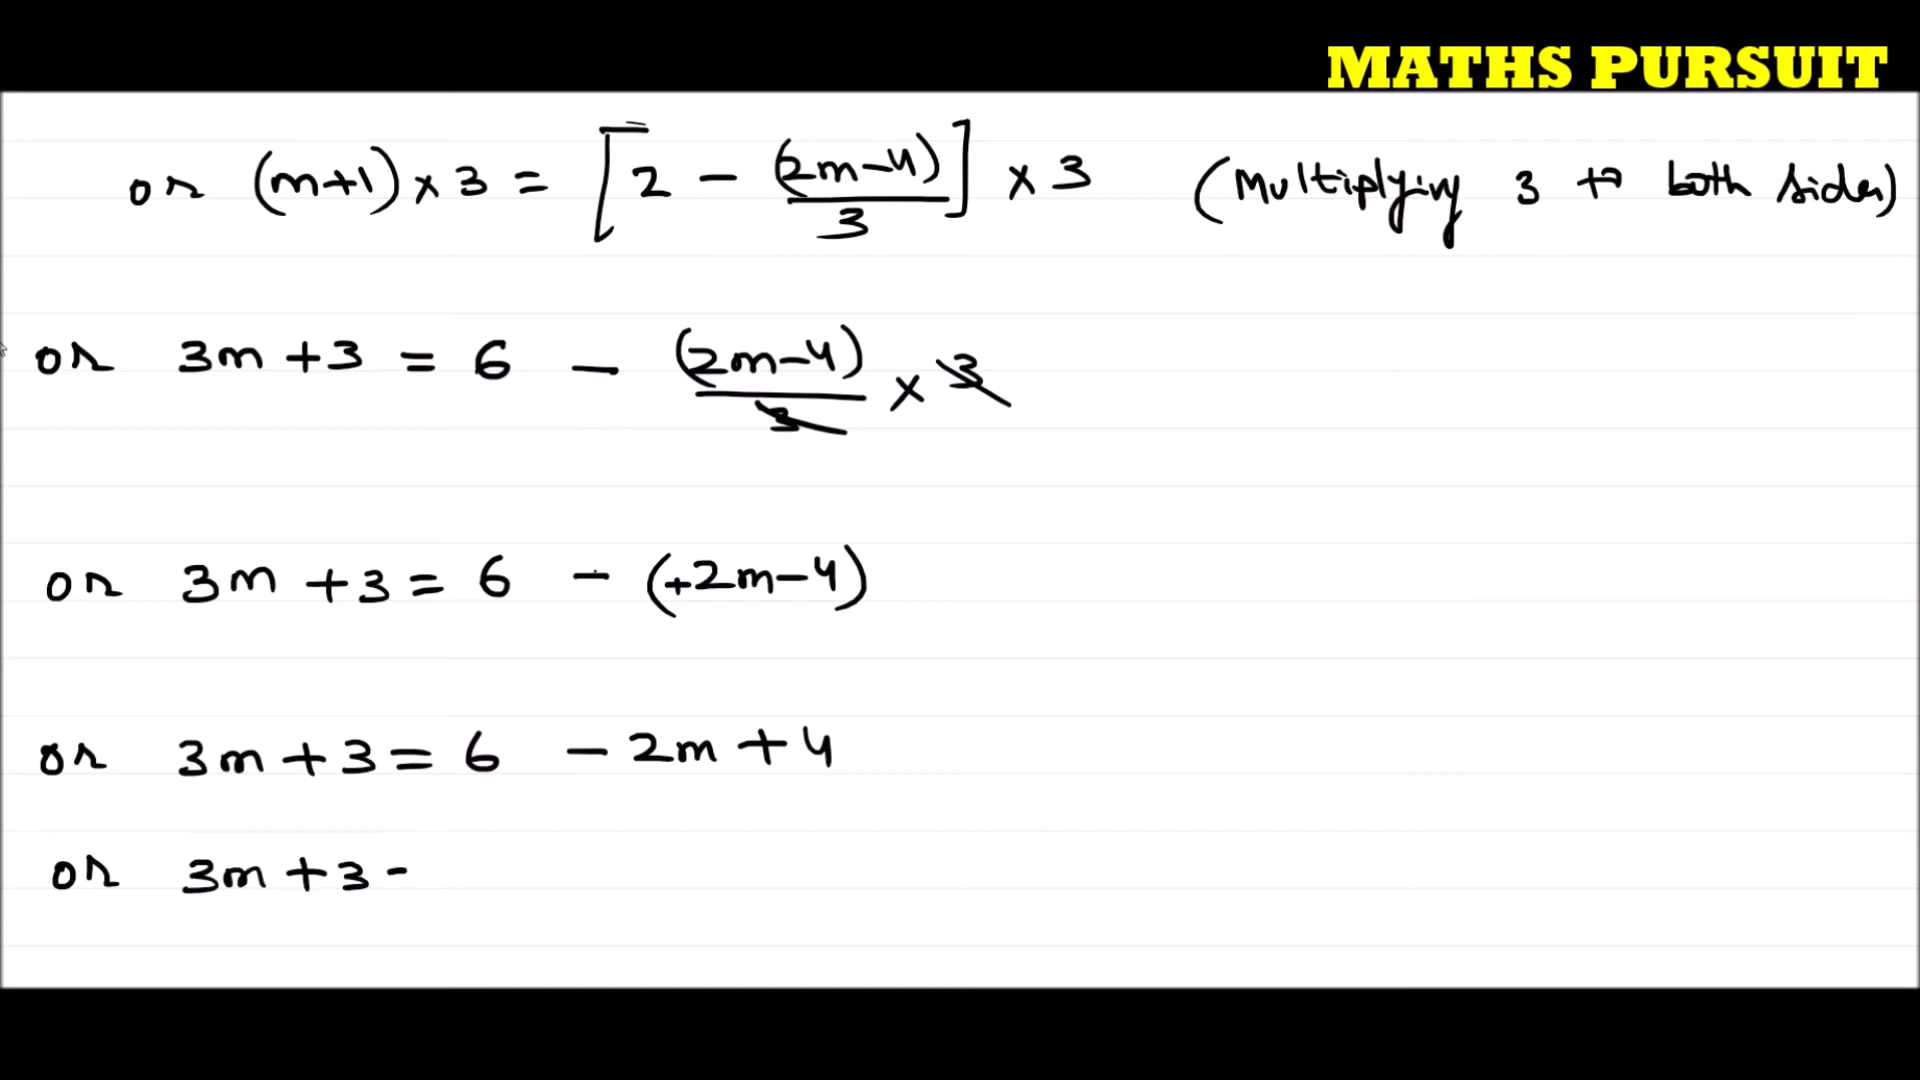 MATHS PURSUIT
or (m+1) × 3 = [2 - (2m-4)/3] × 3 (Multiplying 3 to both sides)
or 3m + 3 = 6 - (2m-4)/3 × 3
or 3m + 3 = 6 - (+2m-4)
or 3m + 3 = 6 - 2m + 4
or 3m + 3 -